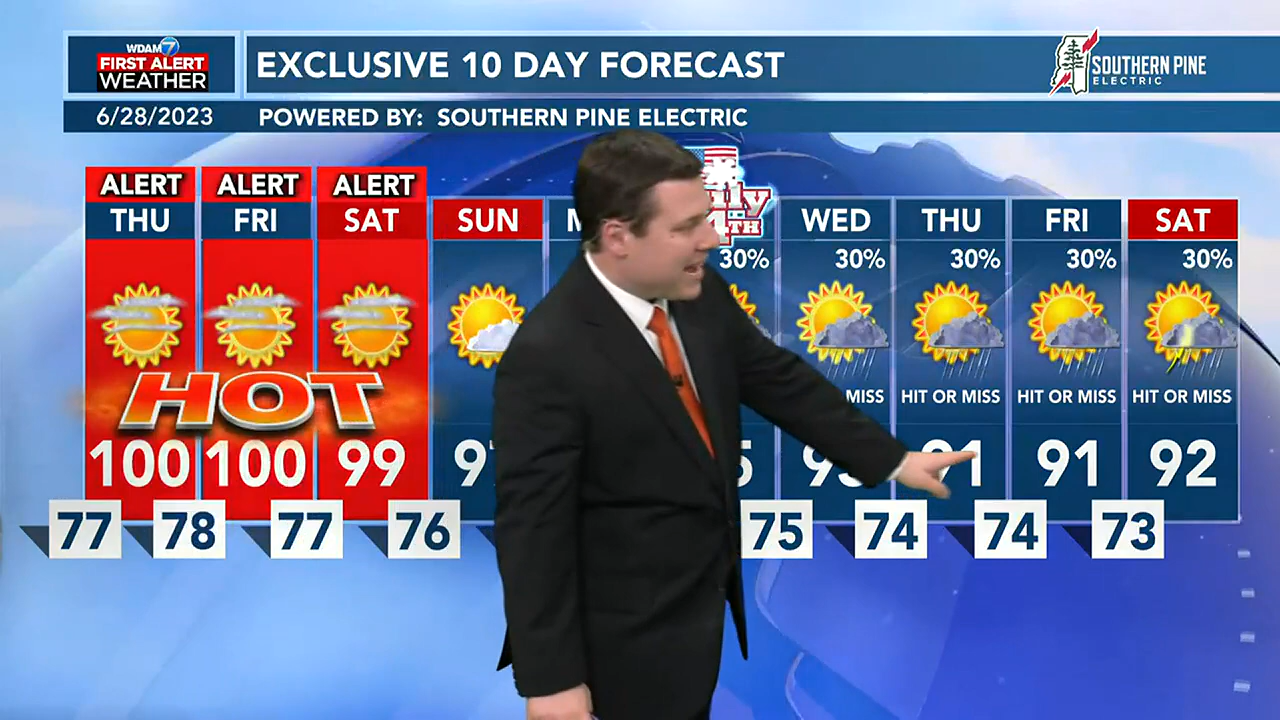 WDAM 7
FIRST ALERT
WEATHER
EXCLUSIVE 10 DAY FORECAST
SOUTHERN PINE
ELECTRIC
6/28/2023
POWERED BY: SOUTHERN PINE ELECTRIC
ALERT ALERT ALERT
THU FRI SAT SUN WED THU FRI SAT
4TH
30% 30% 30% 30% 30%
HOT
MISS HIT OR MISS HIT OR MISS HIT OR MISS
100 100 99 91 92
77 78 77 76 75 74 74 73